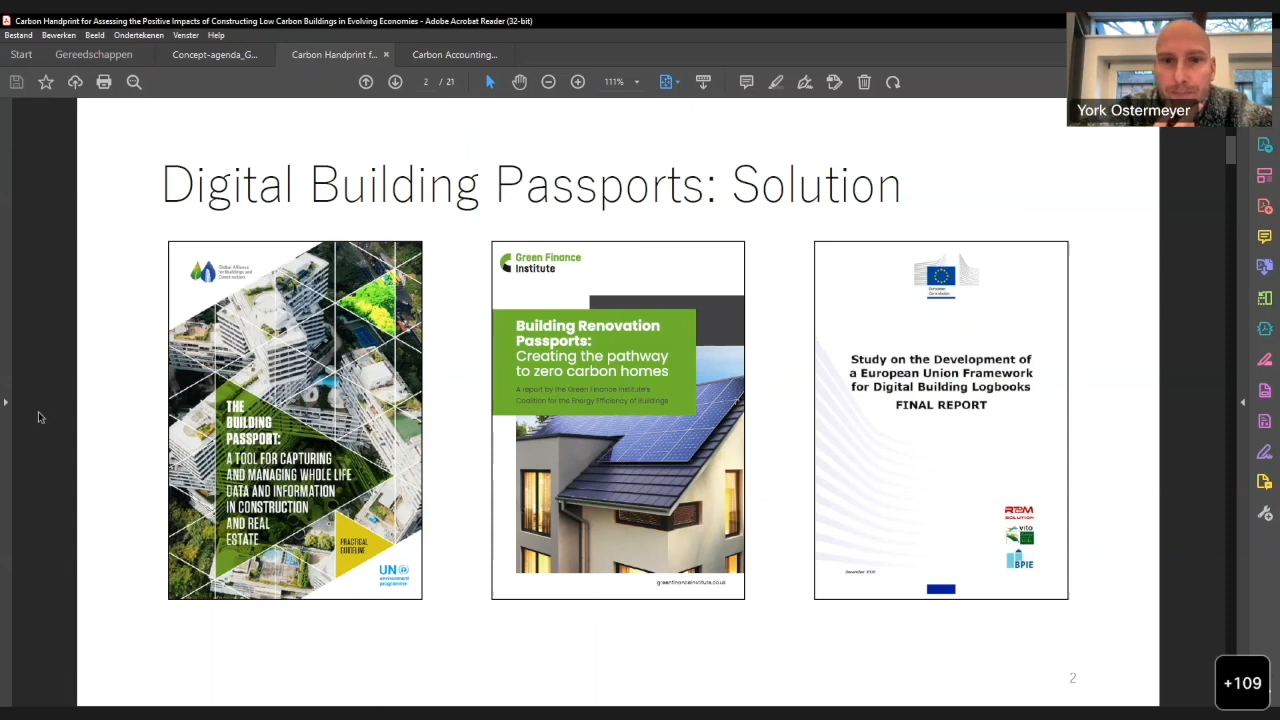 Carbon Handprint for Assessing the Positive Impacts of Constructing Low Carbon Buildings in Evolving Economies - Adobe Acrobat Reader (32-bit)
Bestand Bewerken Beeld Ondertekenen Venster Help
Start Gereedschappen Concept-agenda_G... Carbon Handprint f... × Carbon Accounting...
2 / 21 111%
York Ostermeyer
Digital Building Passports: Solution
Global Alliance
for Buildings and
Construction
THE
BUILDING
PASSPORT:
A TOOL FOR CAPTURING
AND MANAGING WHOLE LIFE
DATA AND INFORMATION
IN CONSTRUCTION
AND REAL
ESTATE
PRACTICAL
GUIDELINE
UN
environment
programme
Green Finance
Institute
Building Renovation
Passports:
Creating the pathway
to zero carbon homes
A report by the Green Finance Institute's
Coalition for the Energy Efficiency of Buildings
greenfinanceinstitute.co.uk
European
Commission
Study on the Development of
a European Union Framework
for Digital Building Logbooks
FINAL REPORT
vito
BPIE
2
+109